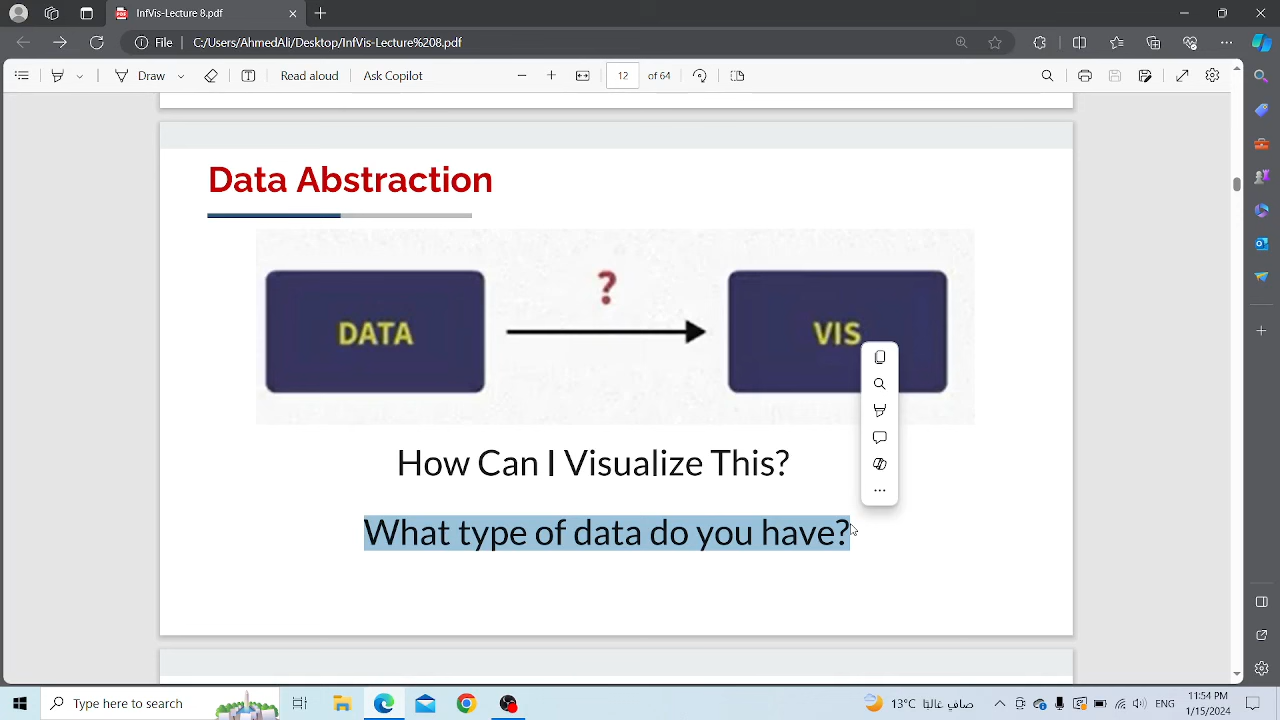 InfVis-Lecture 8.pdf
File
C:/Users/AhmedAli/Desktop/InfVis-Lecture%208.pdf
Draw
Read aloud
Ask Copilot
12
of 64
Data Abstraction
?
DATA
VIS
How Can I Visualize This?
What type of data do you have?
Type here to search
13°C
صافي غالبًا
ENG
11:54 PM
1/15/2024